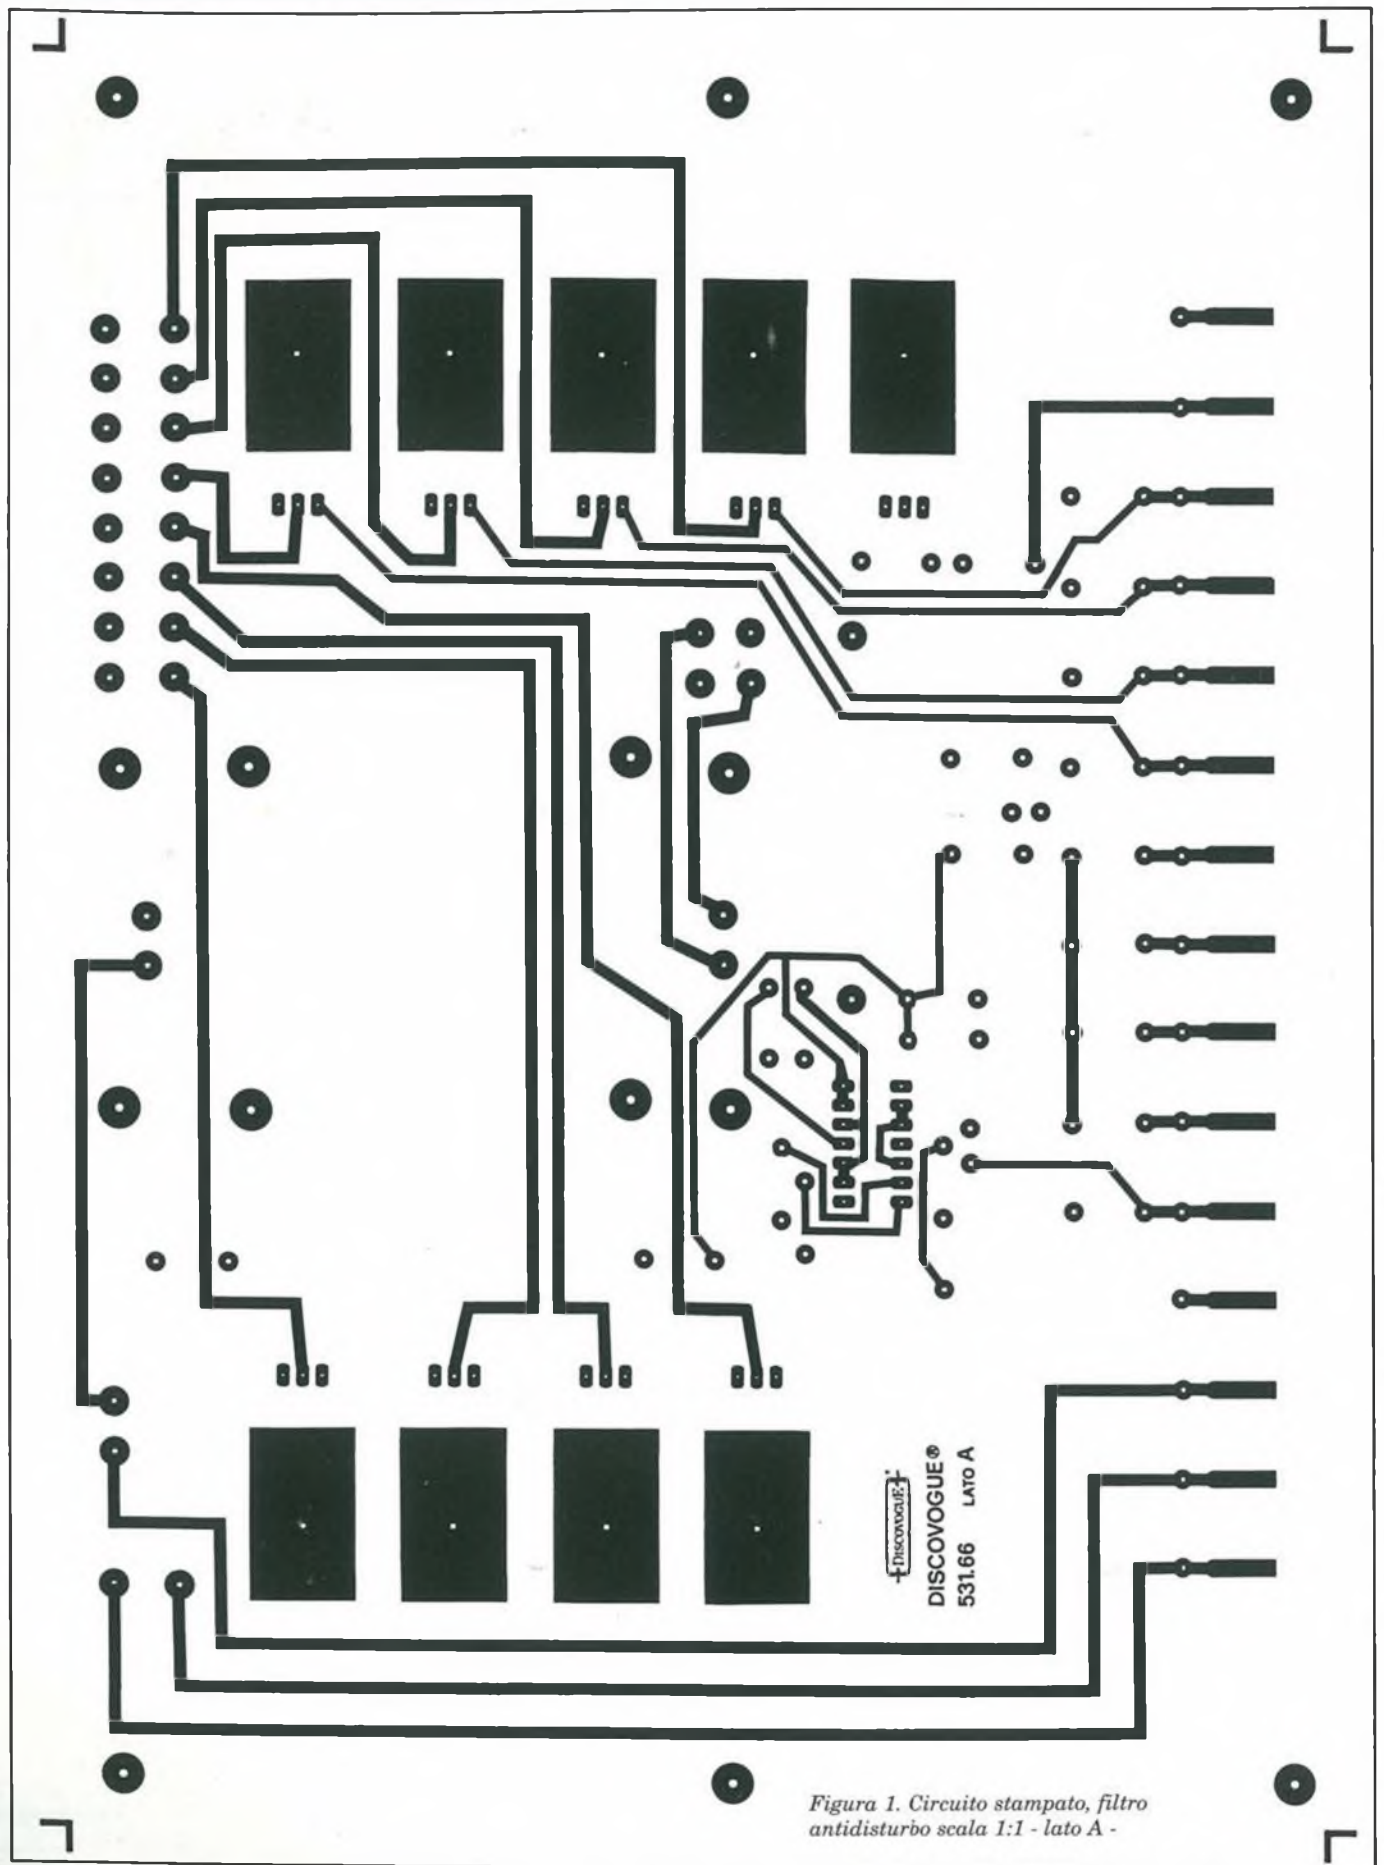 DISCOVOGUE
DISCOVOGUE®
531.66 LATO A
Figura 1. Circuito stampato, filtro
antidisturbo scala 1:1 - lato A -